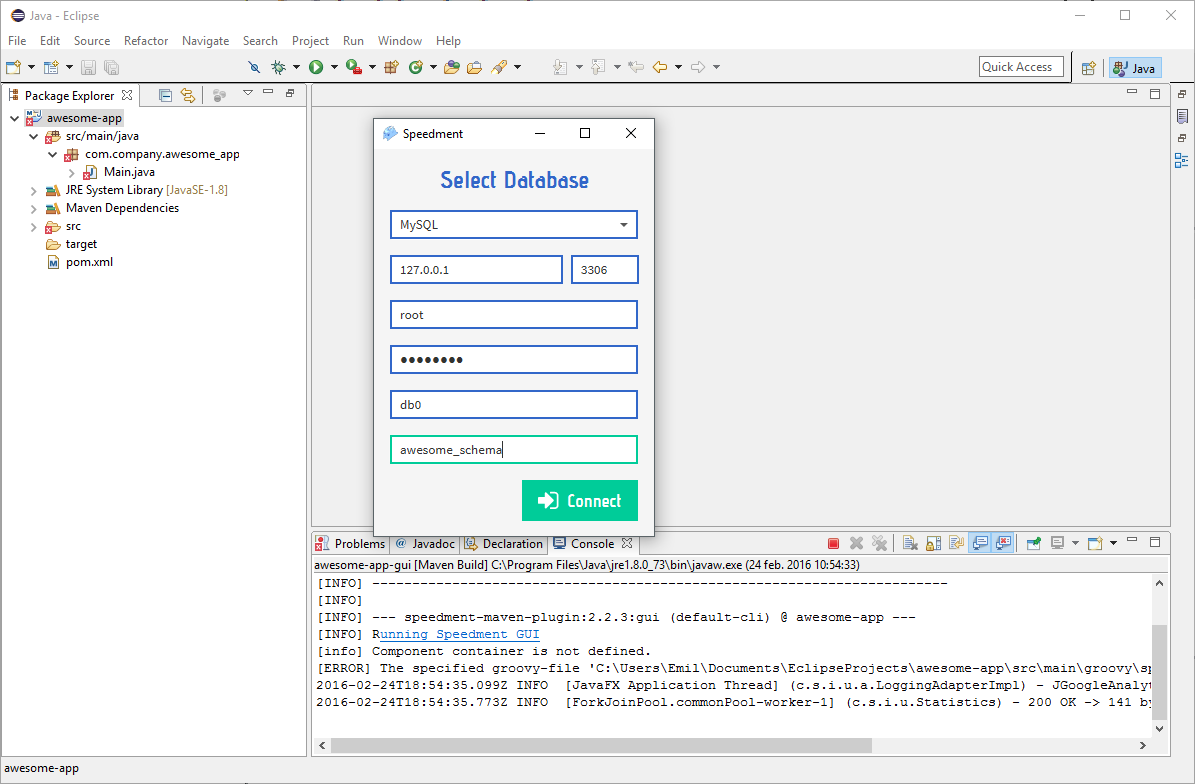 Java - Eclipse
File Edit Source Refactor Navigate Search Project Run Window Help
Quick Access
Java
Package Explorer
awesome-app
src/main/java
com.company.awesome_app
Main.java
JRE System Library [JavaSE-1.8]
Maven Dependencies
src
target
pom.xml
Speedment
Select Database
MySQL
127.0.0.1 3306
root
●●●●●●●●
db0
awesome_schema
Connect
Problems @ Javadoc Declaration Console
awesome-app-gui [Maven Build] C:\Program Files\Java\jre1.8.0_73\bin\javaw.exe (24 feb. 2016 10:54:33)
[INFO] ------------------------------------------------------------------------
[INFO]
[INFO] --- speedment-maven-plugin:2.2.3:gui (default-cli) @ awesome-app ---
[INFO] Running Speedment GUI
[info] Component container is not defined.
[ERROR] The specified groovy-file 'C:\Users\Emil\Documents\EclipseProjects\awesome-app\src\main\groovy\sp
2016-02-24T18:54:35.099Z INFO [JavaFX Application Thread] (c.s.i.u.a.LoggingAdapterImpl) - JGoogleAnalyt
2016-02-24T18:54:35.773Z INFO [ForkJoinPool.commonPool-worker-1] (c.s.i.u.Statistics) - 200 OK -> 141 by
awesome-app